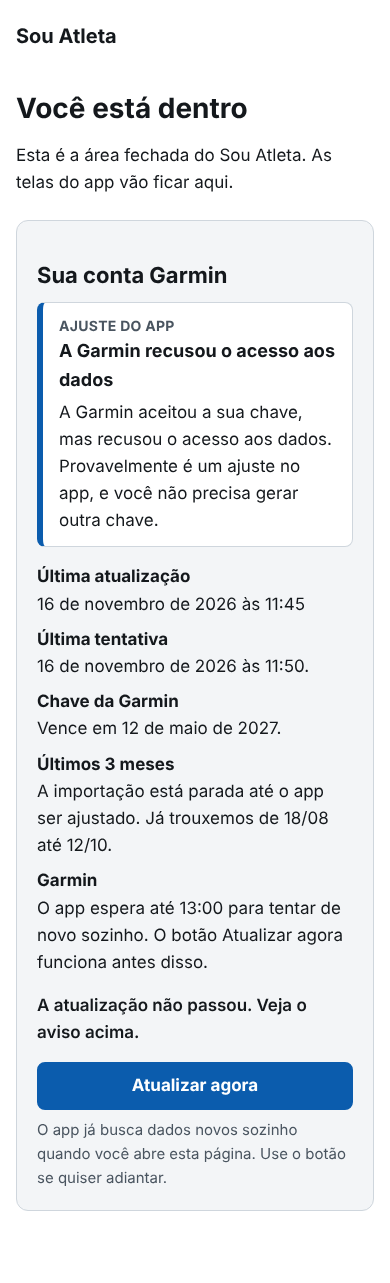 Sou Atleta
Você está dentro
Esta é a área fechada do Sou Atleta. As
telas do app vão ficar aqui.
Sua conta Garmin
AJUSTE DO APP
A Garmin recusou o acesso aos
dados
A Garmin aceitou a sua chave,
mas recusou o acesso aos dados.
Provavelmente é um ajuste no
app, e você não precisa gerar
outra chave.
Última atualização
16 de novembro de 2026 às 11:45
Última tentativa
16 de novembro de 2026 às 11:50.
Chave da Garmin
Vence em 12 de maio de 2027.
Últimos 3 meses
A importação está parada até o app
ser ajustado. Já trouxemos de 18/08
até 12/10.
Garmin
O app espera até 13:00 para tentar de
novo sozinho. O botão Atualizar agora
funciona antes disso.
A atualização não passou. Veja o
aviso acima.
Atualizar agora
O app já busca dados novos sozinho
quando você abre esta página. Use o botão
se quiser adiantar.